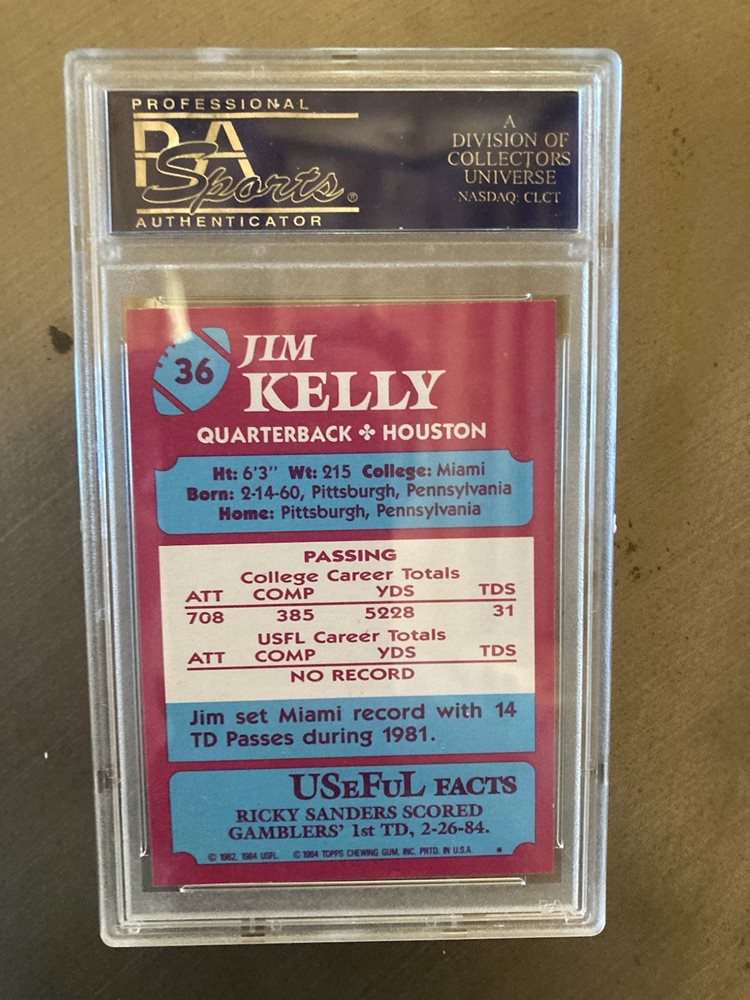 PROFESSIONAL
PSA
Sports®
AUTHENTICATOR
A
DIVISION OF
COLLECTORS
UNIVERSE
NASDAQ: CLCT
36
JIM
KELLY
QUARTERBACK ✤ HOUSTON
Ht: 6'3" Wt: 215 College: Miami
Born: 2-14-60, Pittsburgh, Pennsylvania
Home: Pittsburgh, Pennsylvania
PASSING
College Career Totals
ATT COMP YDS TDS
708 385 5228 31
USFL Career Totals
ATT COMP YDS TDS
NO RECORD
Jim set Miami record with 14
TD Passes during 1981.
USEFUL FACTS
RICKY SANDERS SCORED
GAMBLERS' 1st TD, 2-26-84.
© 1982, 1984 USFL © 1984 TOPPS CHEWING GUM, INC. PRTD. IN U.S.A. *